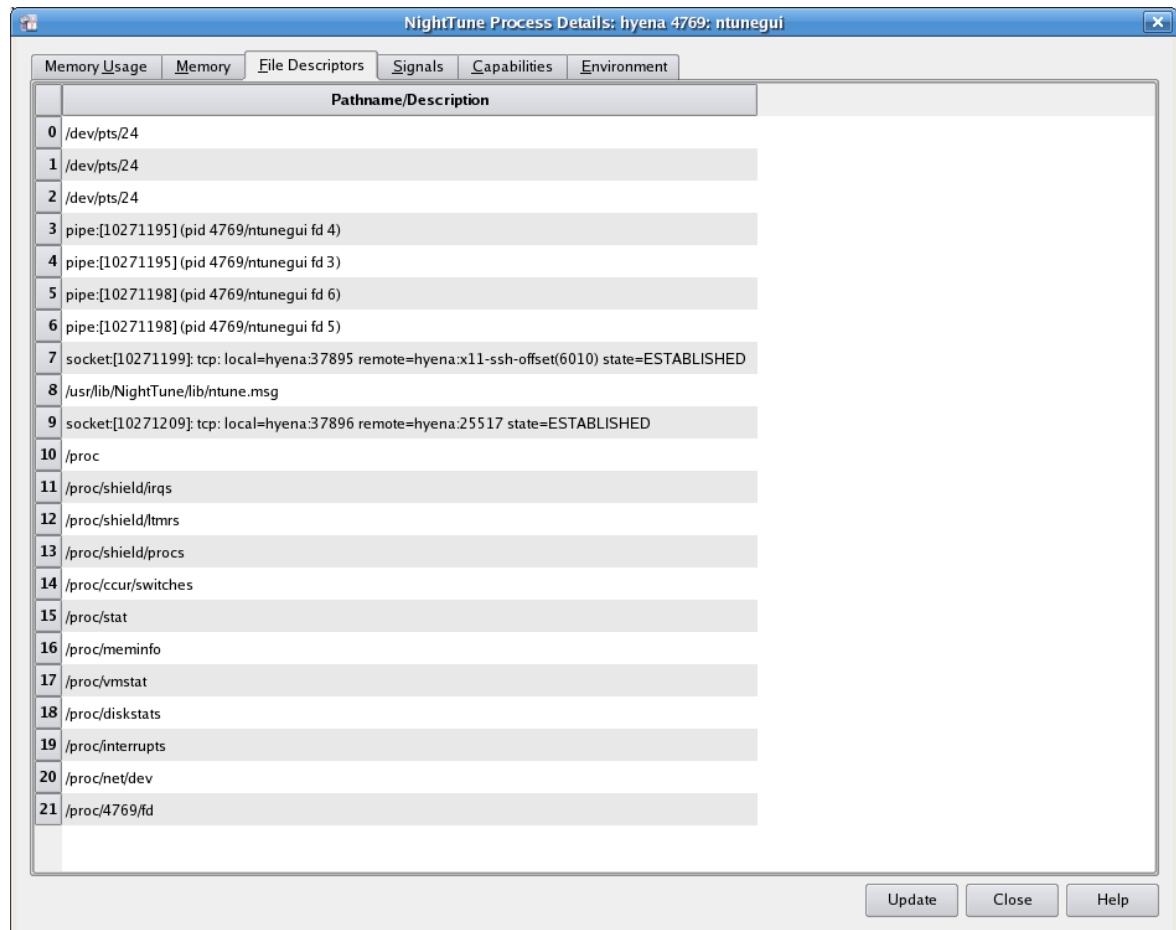 NightTune Process Details: hyena 4769: ntunegui
Memory Usage Memory File Descriptors Signals Capabilities Environment
Pathname/Description
0 /dev/pts/24
1 /dev/pts/24
2 /dev/pts/24
3 pipe:[10271195] (pid 4769/ntunegui fd 4)
4 pipe:[10271195] (pid 4769/ntunegui fd 3)
5 pipe:[10271198] (pid 4769/ntunegui fd 6)
6 pipe:[10271198] (pid 4769/ntunegui fd 5)
7 socket:[10271199]: tcp: local=hyena:37895 remote=hyena:x11-ssh-offset(6010) state=ESTABLISHED
8 /usr/lib/NightTune/lib/ntune.msg
9 socket:[10271209]: tcp: local=hyena:37896 remote=hyena:25517 state=ESTABLISHED
10 /proc
11 /proc/shield/irqs
12 /proc/shield/ltmrs
13 /proc/shield/procs
14 /proc/ccur/switches
15 /proc/stat
16 /proc/meminfo
17 /proc/vmstat
18 /proc/diskstats
19 /proc/interrupts
20 /proc/net/dev
21 /proc/4769/fd
Update Close Help